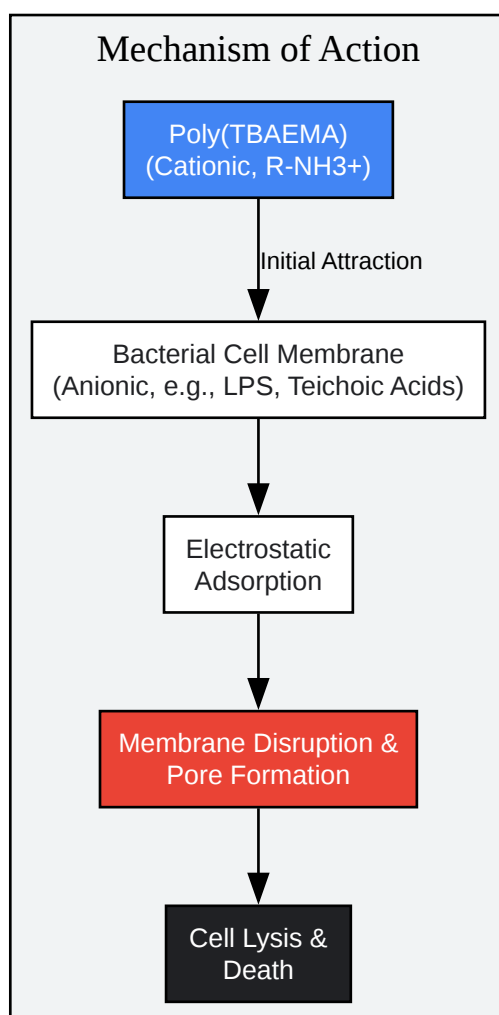 Mechanism of Action
Poly(TBAEMA)
(Cationic, R-NH3+)
Initial Attraction
Bacterial Cell Membrane
(Anionic, e.g., LPS, Teichoic Acids)
Electrostatic
Adsorption
Membrane Disruption &
Pore Formation
Cell Lysis &
Death